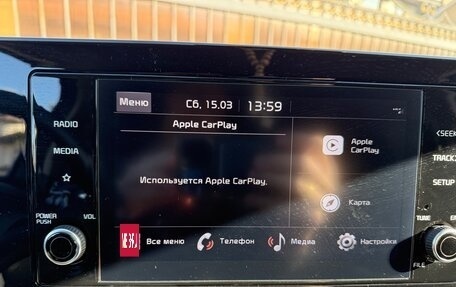 Меню
Сб, 15.03
13:59
<SEEK
RADIO
Apple CarPlay
Apple
CarPlay
MEDIA
TRACK
Используется Apple CarPlay.
SETUP
Карта
POWER
PUSH
VOL
TUNE
Все меню
Телефон
Медиа
Настройки
FILE